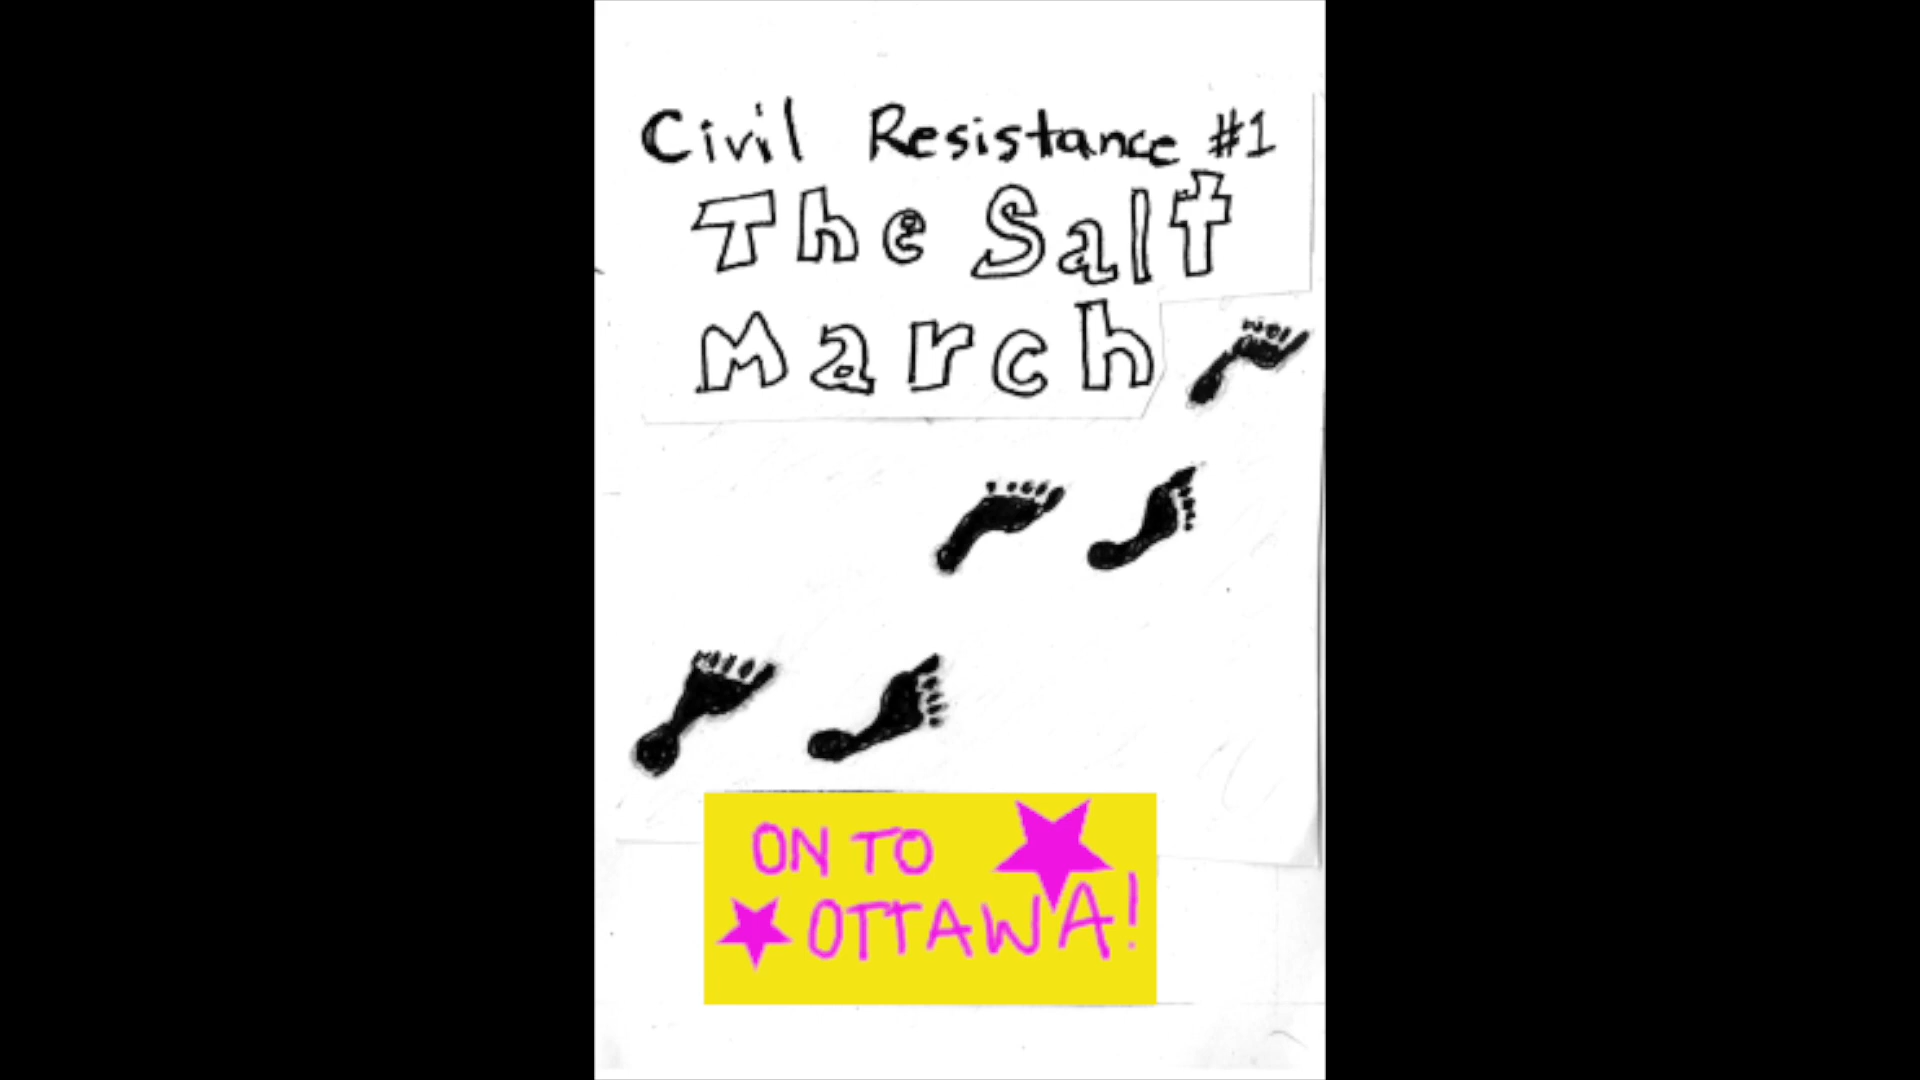 Civil Resistance #1
The Salt
March
ON TO
OTTAWA!